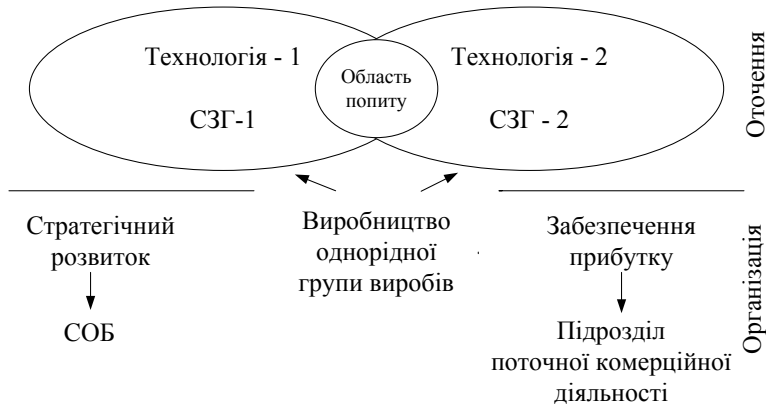 Технологія - 1
СЗГ-1
Область
попиту
Технологія - 2
СЗГ - 2
Оточення
Стратегічний
розвиток
СОБ
Виробництво
однорідної
групи виробів
Забезпечення
прибутку
Підрозділ
поточної комерційної
діяльності
Організація